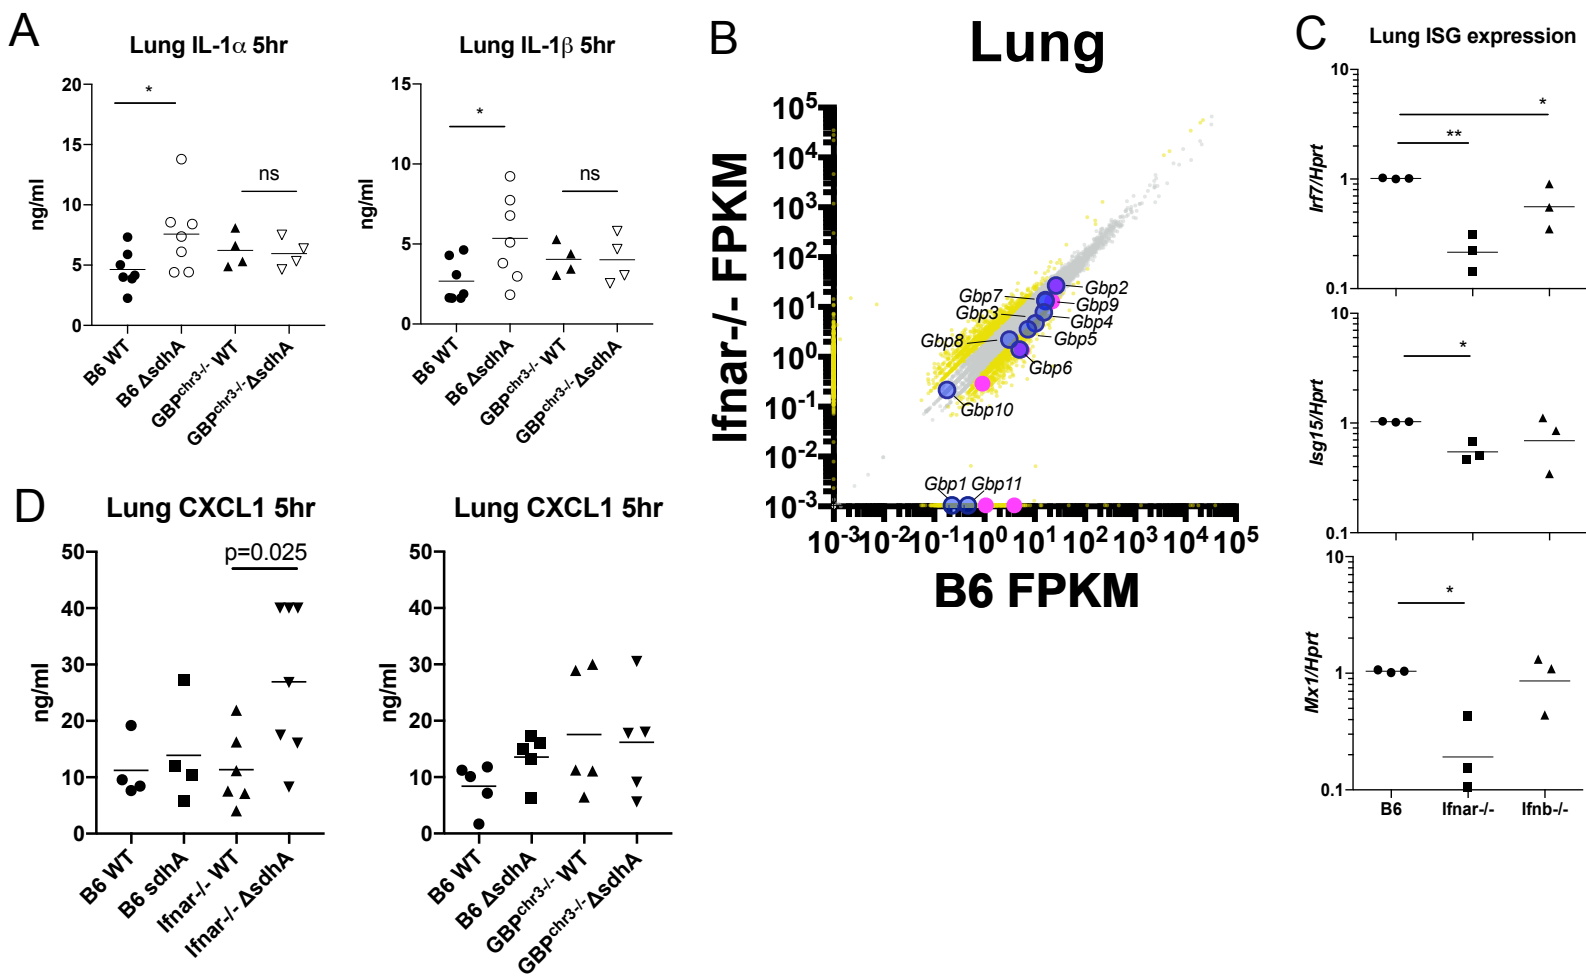 A
Lung IL-1α 5hr
ng/ml
20
15
10
5
0
*
ns
B6 WT
B6 ΔsdhA
GBPchr3-/- WT
GBPchr3-/- ΔsdhA
Lung IL-1β 5hr
ng/ml
15
10
5
0
*
ns
B6 WT
B6 ΔsdhA
GBPchr3-/- WT
GBPchr3-/- ΔsdhA
B
Lung
Ifnar-/- FPKM
10^5
10^4
10^3
10^2
10^1
10^0
10^-1
10^-2
10^-3
Gbp7
Gbp2
Gbp9
Gbp3
Gbp4
Gbp8
Gbp5
Gbp6
Gbp10
Gbp1
Gbp11
10^-3 10^-2 10^-1 10^0 10^1 10^2 10^3 10^4 10^5
B6 FPKM
C
Lung ISG expression
Irf7/Hprt
10
1
0.1
**
*
Isg15/Hprt
10
1
0.1
*
Mx1/Hprt
10
1
0.1
*
B6 Ifnar-/- Ifnb-/-
D
Lung CXCL1 5hr
ng/ml
50
40
30
20
10
0
p=0.025
B6 WT
B6 sdhA
Ifnar-/- WT
Ifnar-/- ΔsdhA
Lung CXCL1 5hr
ng/ml
50
40
30
20
10
0
B6 WT
B6 ΔsdhA
GBPchr3-/- WT
GBPchr3-/- ΔsdhA